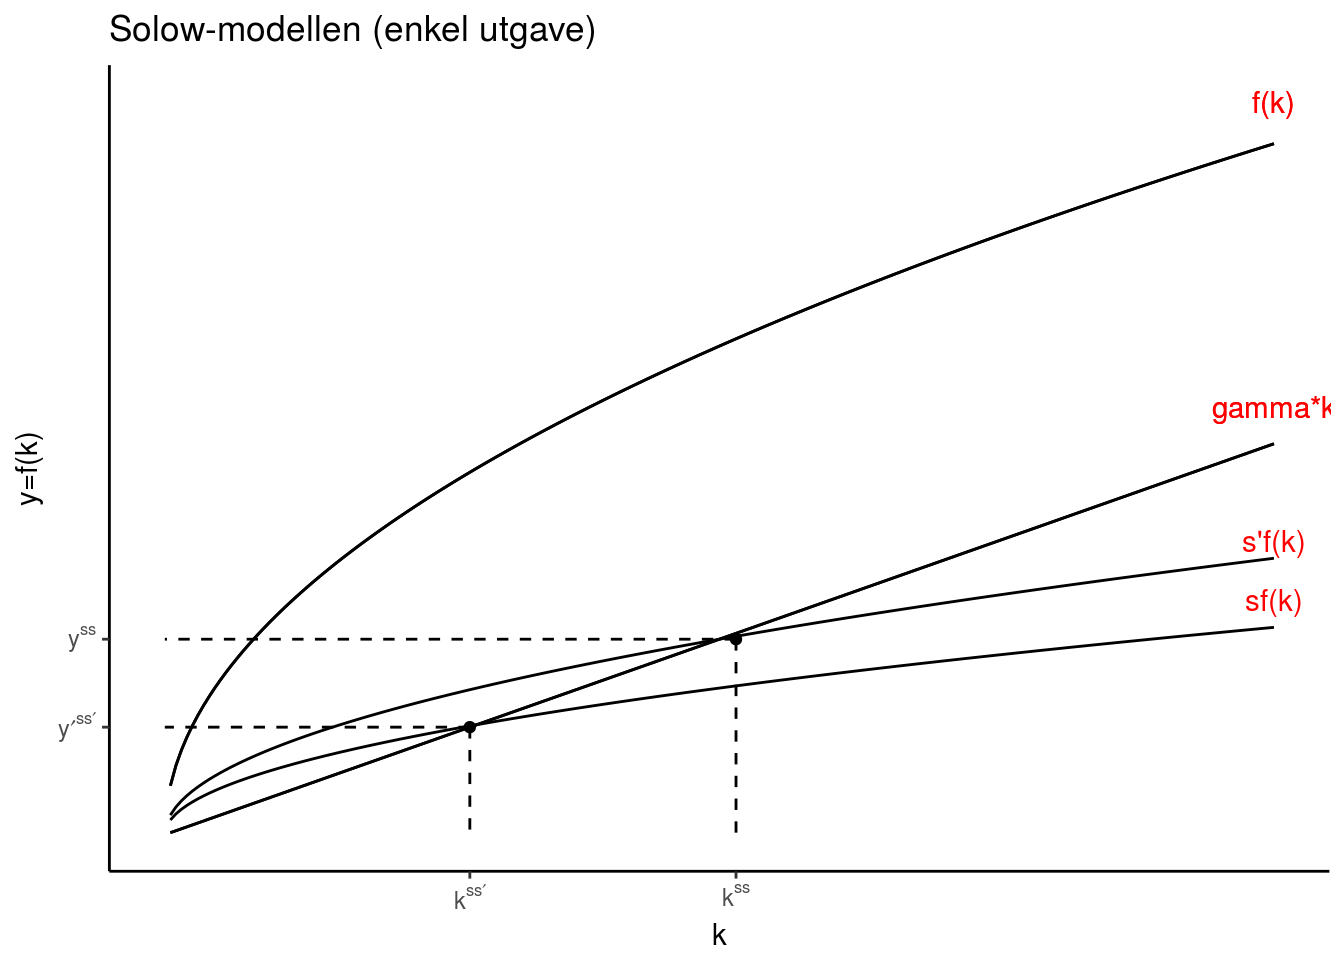 Solow-modellen (enkel utgave)
f(k)
gamma*k
s'f(k)
sf(k)
y=f(k)
y^ss
y′^ss′
k^ss′
k^ss
k